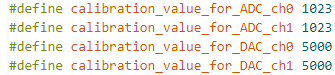 #define calibration_value_for_ADC_ch0 1023
#define calibration_value_for_ADC_ch1 1023
#define calibration_value_for_DAC_ch0 5000
#define calibration_value_for_DAC_ch1 5000